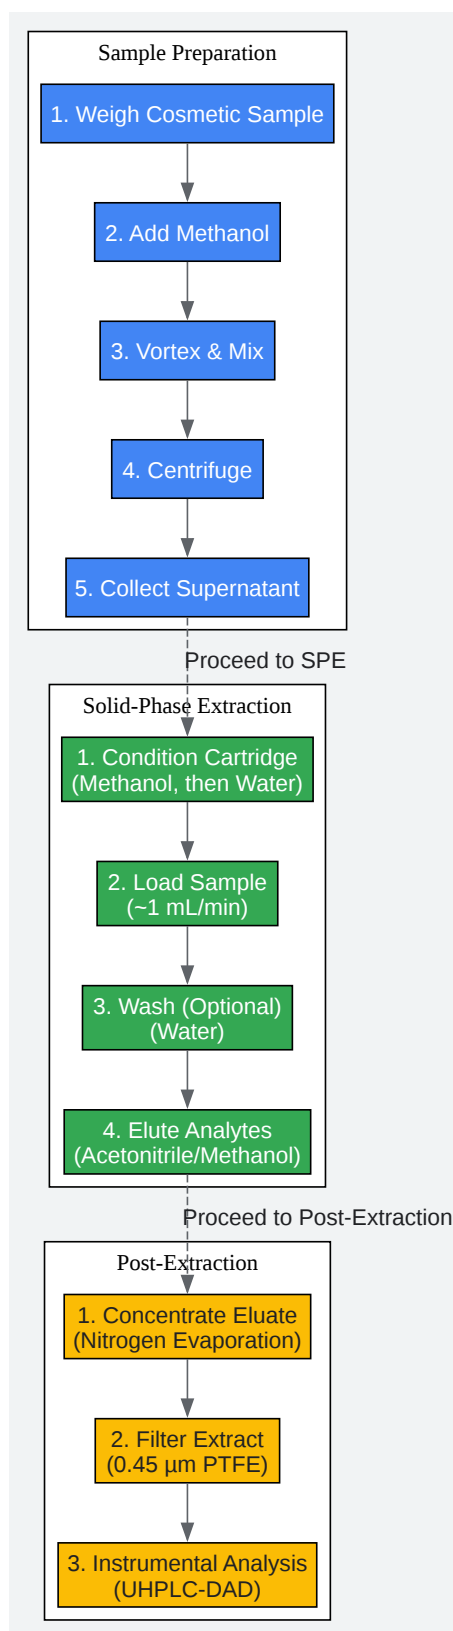 Sample Preparation
1. Weigh Cosmetic Sample
2. Add Methanol
3. Vortex & Mix
4. Centrifuge
5. Collect Supernatant
Proceed to SPE
Solid-Phase Extraction
1. Condition Cartridge
(Methanol, then Water)
2. Load Sample
(~1 mL/min)
3. Wash (Optional)
(Water)
4. Elute Analytes
(Acetonitrile/Methanol)
Proceed to Post-Extraction
Post-Extraction
1. Concentrate Eluate
(Nitrogen Evaporation)
2. Filter Extract
(0.45 µm PTFE)
3. Instrumental Analysis
(UHPLC-DAD)